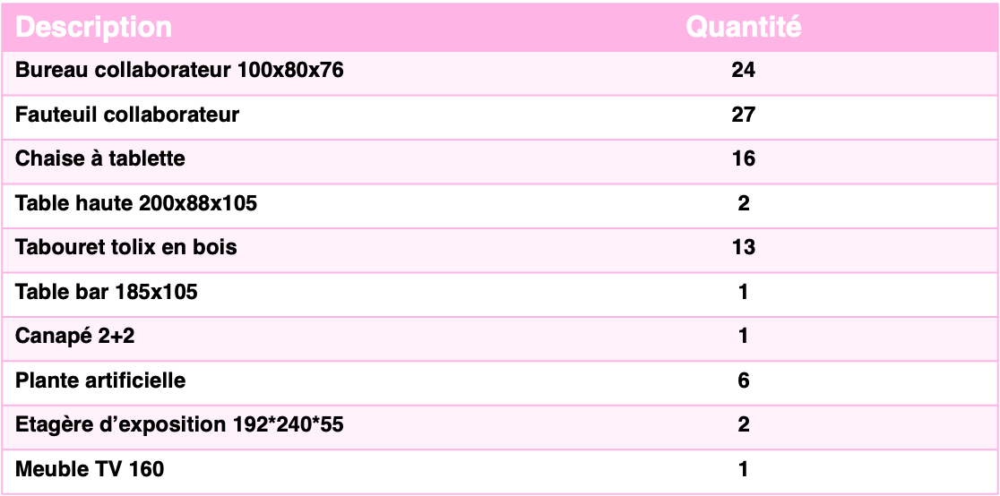 Description Quantité
Bureau collaborateur 100x80x76 24
Fauteuil collaborateur 27
Chaise à tablette 16
Table haute 200x88x105 2
Tabouret tolix en bois 13
Table bar 185x105 1
Canapé 2+2 1
Plante artificielle 6
Etagère d’exposition 192*240*55 2
Meuble TV 160 1